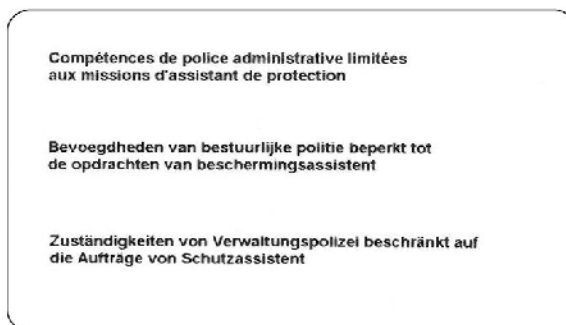 Compétences de police administrative limitées
aux missions d'assistant de protection
Bevoegdheden van bestuurlijke politie beperkt tot
de opdrachten van beschermingsassistent
Zuständigkeiten von Verwaltungspolizei beschränkt auf
die Aufträge von Schutzassistent